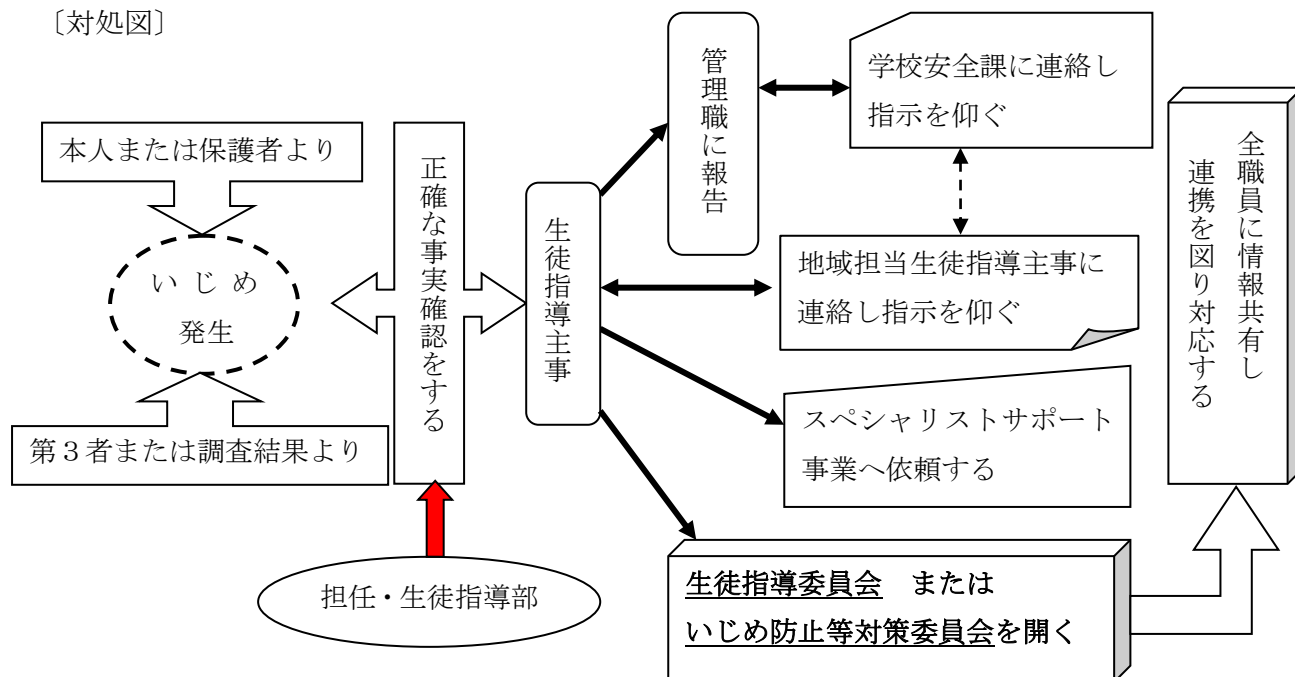 〔対処図〕
本人または保護者より
いじめ
発生
第３者または調査結果より
正確な事実確認をする
担任・生徒指導部
生徒指導主事
管理職に報告
学校安全課に連絡し
指示を仰ぐ
地域担当生徒指導主事に
連絡し指示を仰ぐ
スペシャリストサポート
事業へ依頼する
生徒指導委員会　または
いじめ防止等対策委員会を開く
全職員に情報共有し
連携を図り対応する